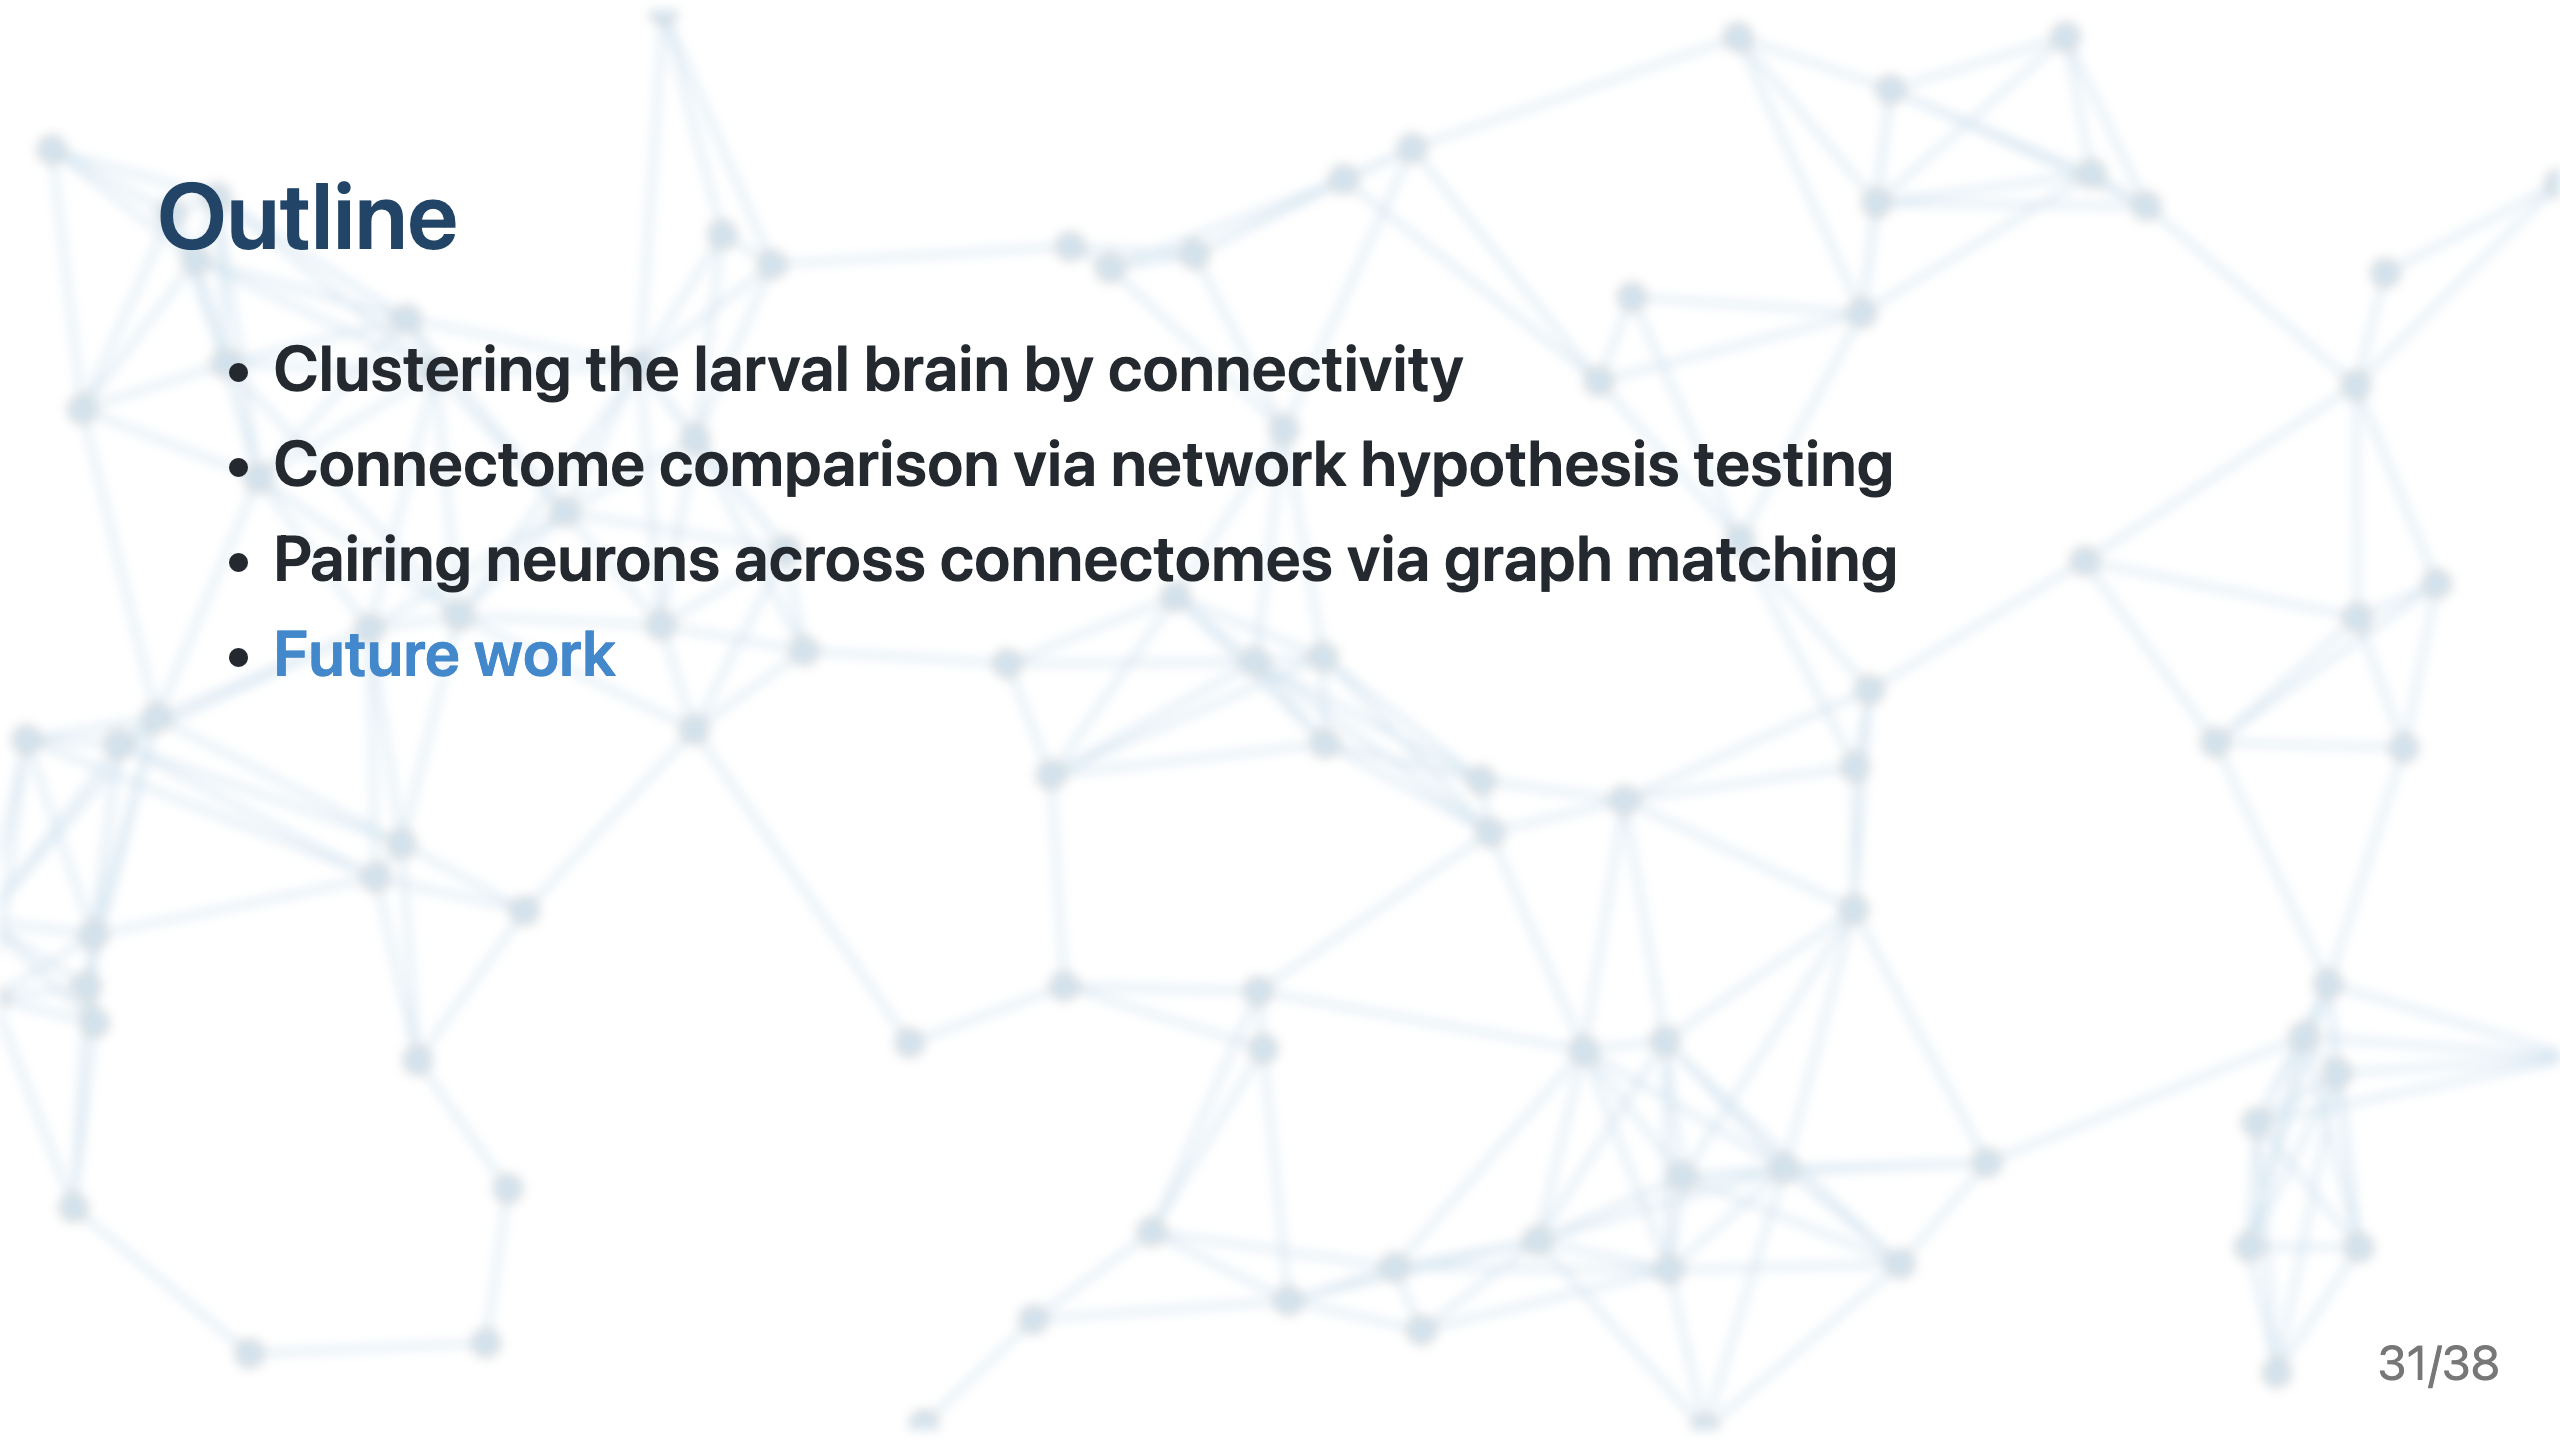 Outline
• Clustering the larval brain by connectivity
• Connectome comparison via network hypothesis testing
• Pairing neurons across connectomes via graph matching
• Future work
31/38